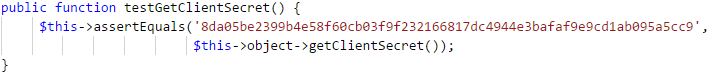 public function testGetClientSecret() {
$this->assertEquals('8da05be2399b4e58f60cb03f9f232166817dc4944e3bafaf9e9cd1ab095a5cc9',
$this->object->getClientSecret());
}